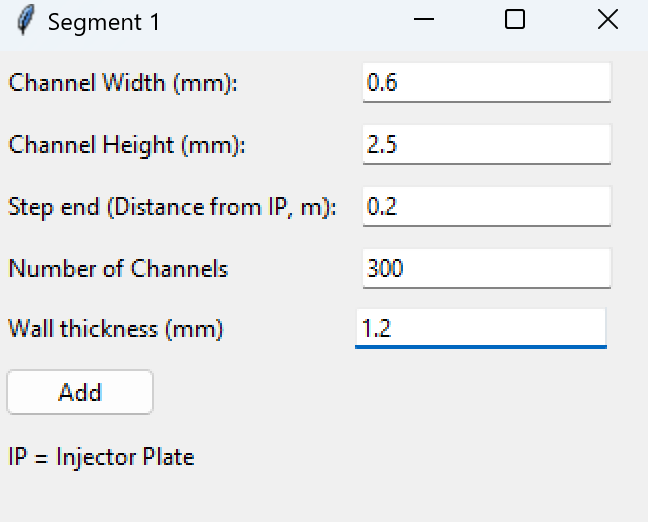 Segment 1
Channel Width (mm): 0.6
Channel Height (mm): 2.5
Step end (Distance from IP, m): 0.2
Number of Channels 300
Wall thickness (mm) 1.2
Add
IP = Injector Plate